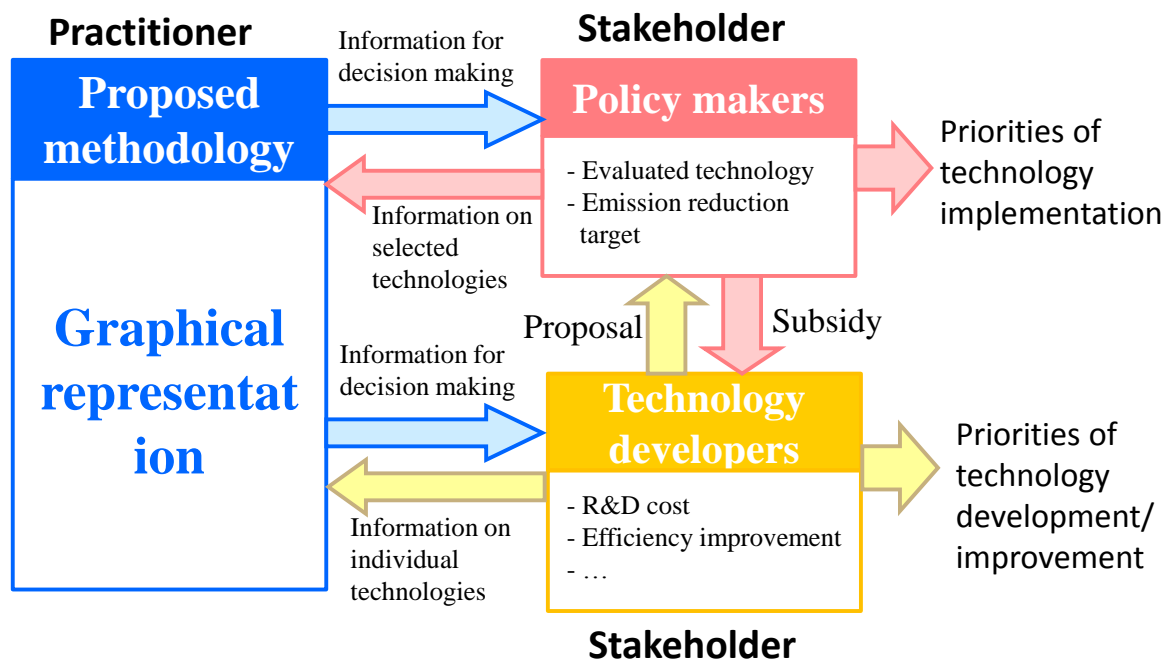 Practitioner
Proposed
methodology
Graphical
representat
ion
Information for
decision making
Information on
selected
technologies
Information for
decision making
Information on
individual
technologies
Stakeholder
Policy makers
- Evaluated technology
- Emission reduction
target
Proposal
Subsidy
Technology
developers
- R&D cost
- Efficiency improvement
- …
Stakeholder
Priorities of
technology
implementation
Priorities of
technology
development/
improvement